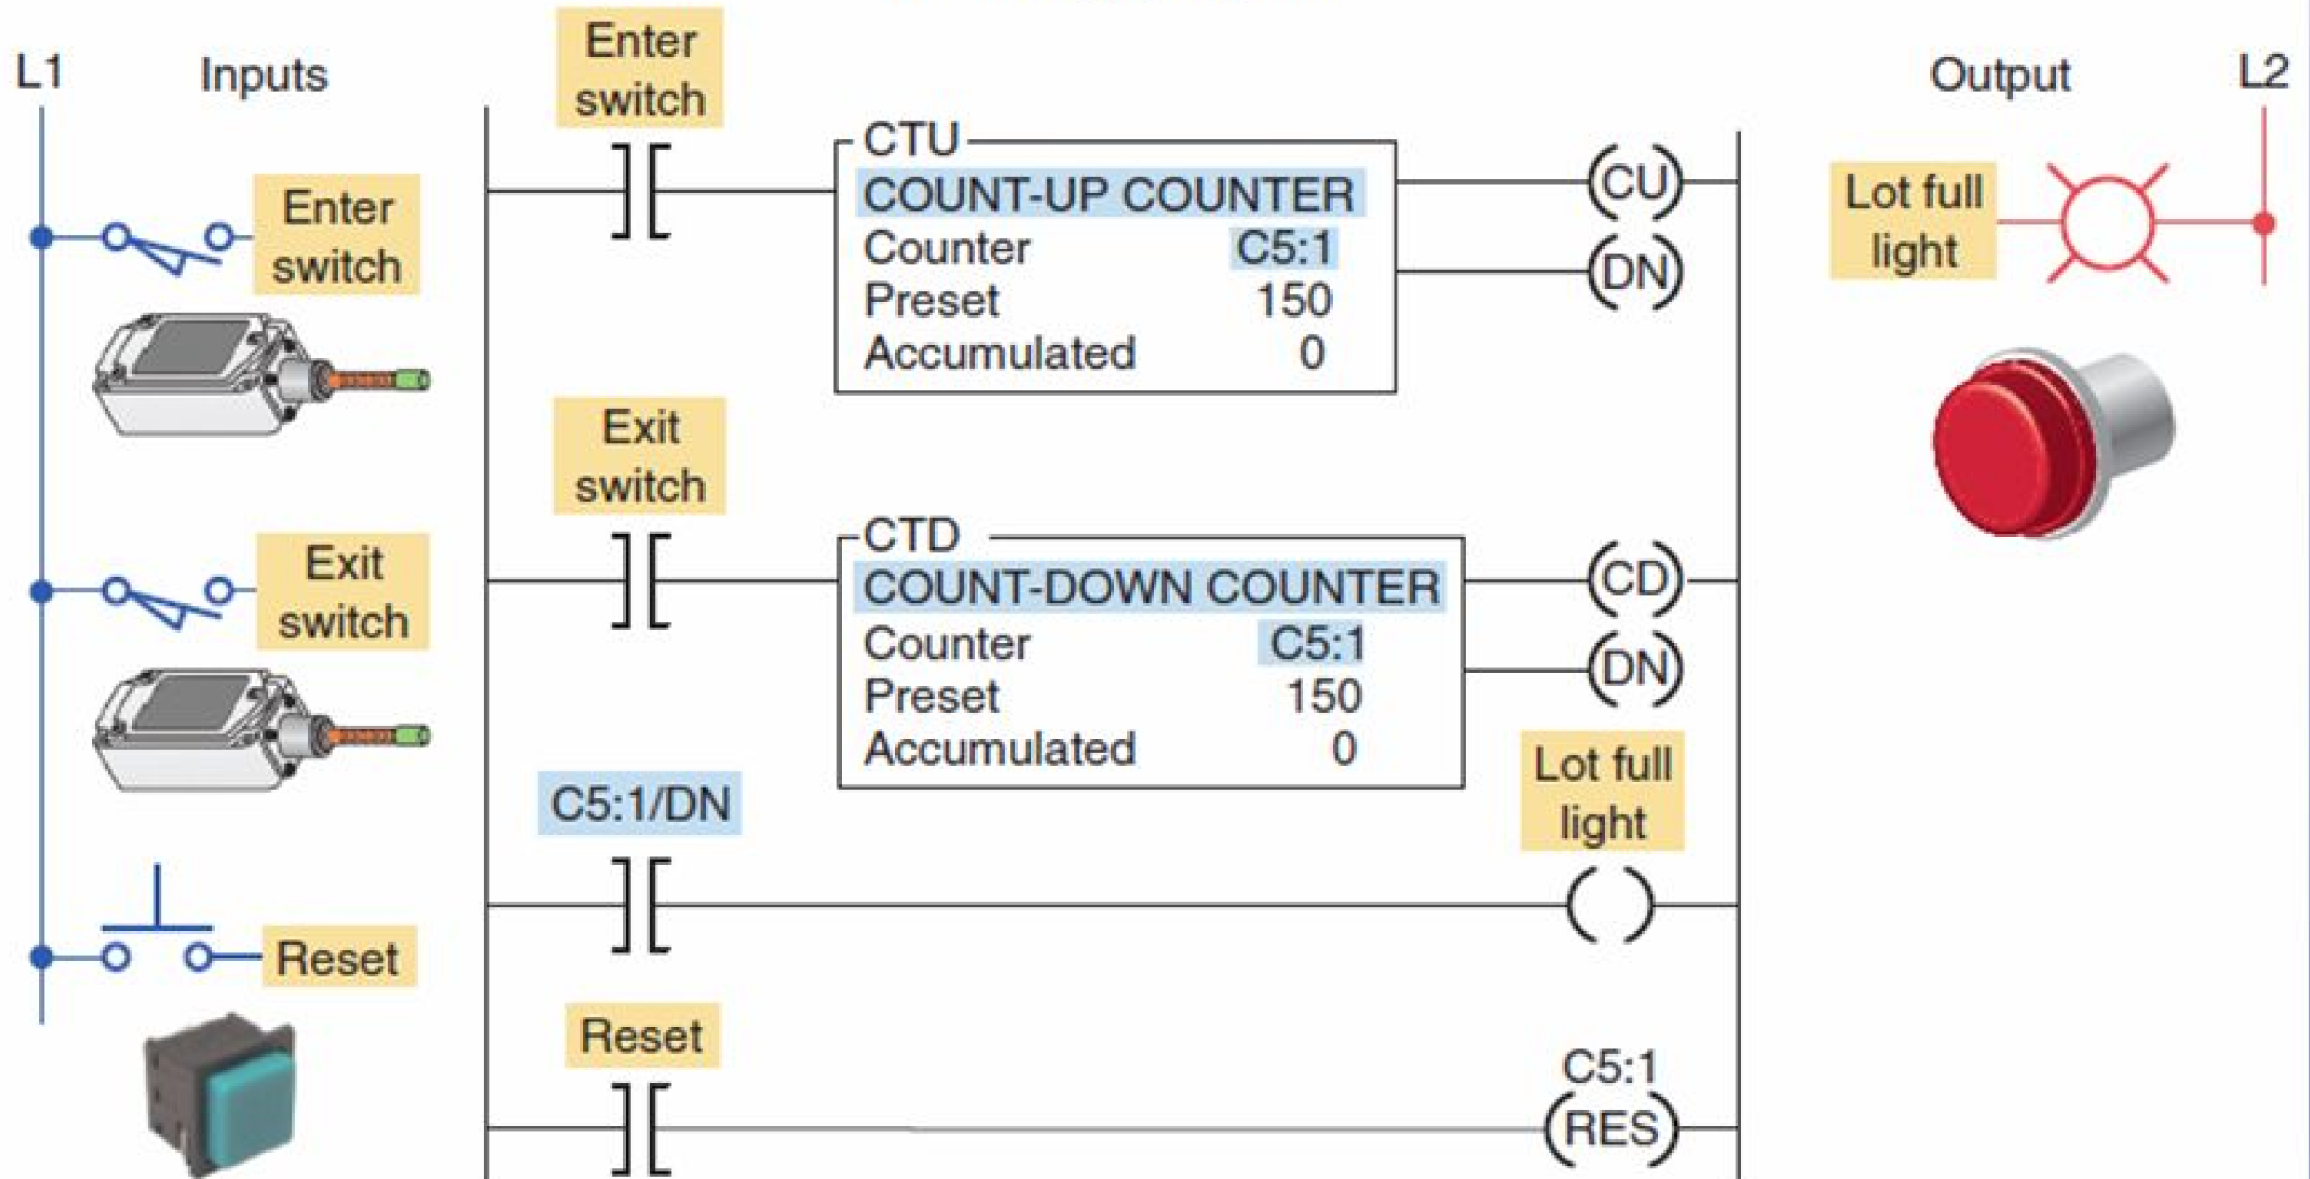 L1
Inputs
Enter
switch
Exit
switch
Reset
Enter
switch
CTU
COUNT-UP COUNTER
Counter C5:1
Preset 150
Accumulated 0
(CU)
(DN)
Exit
switch
CTD
COUNT-DOWN COUNTER
Counter C5:1
Preset 150
Accumulated 0
(CD)
(DN)
C5:1/DN
Lot full
light
Reset
C5:1
(RES)
Output
L2
Lot full
light